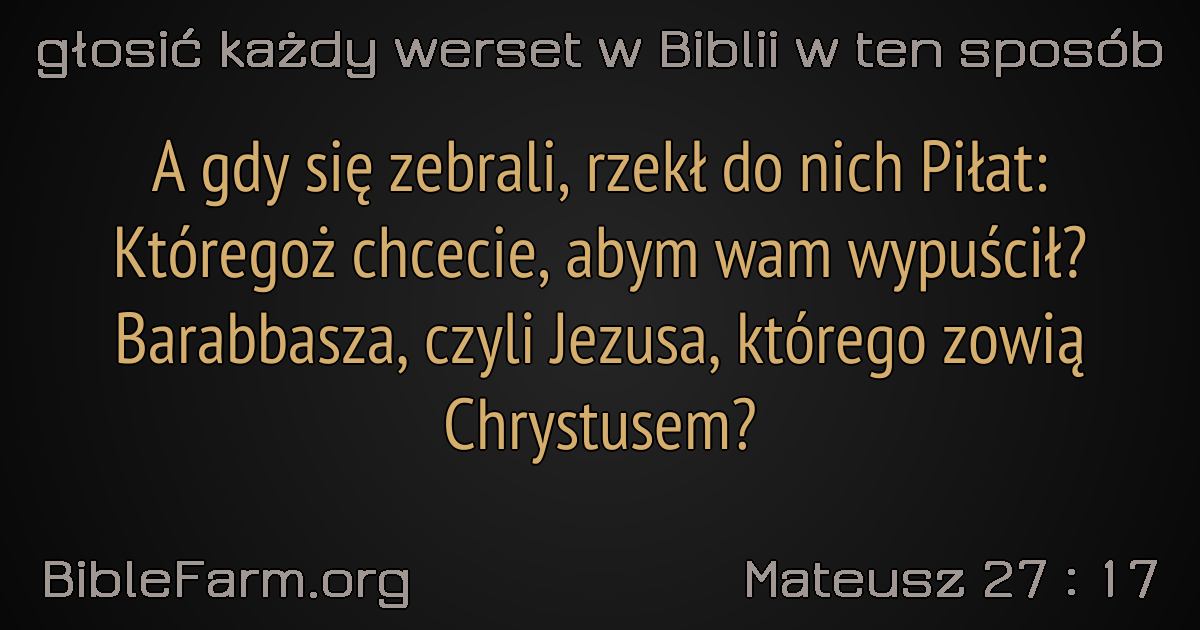 głosić każdy werset w Biblii w ten sposób
A gdy się zebrali, rzekł do nich Piłat:
Któregoż chcecie, abym wam wypuścił?
Barabbasza, czyli Jezusa, którego zowią
Chrystusem?
BibleFarm.org
Mateusz 27 : 17